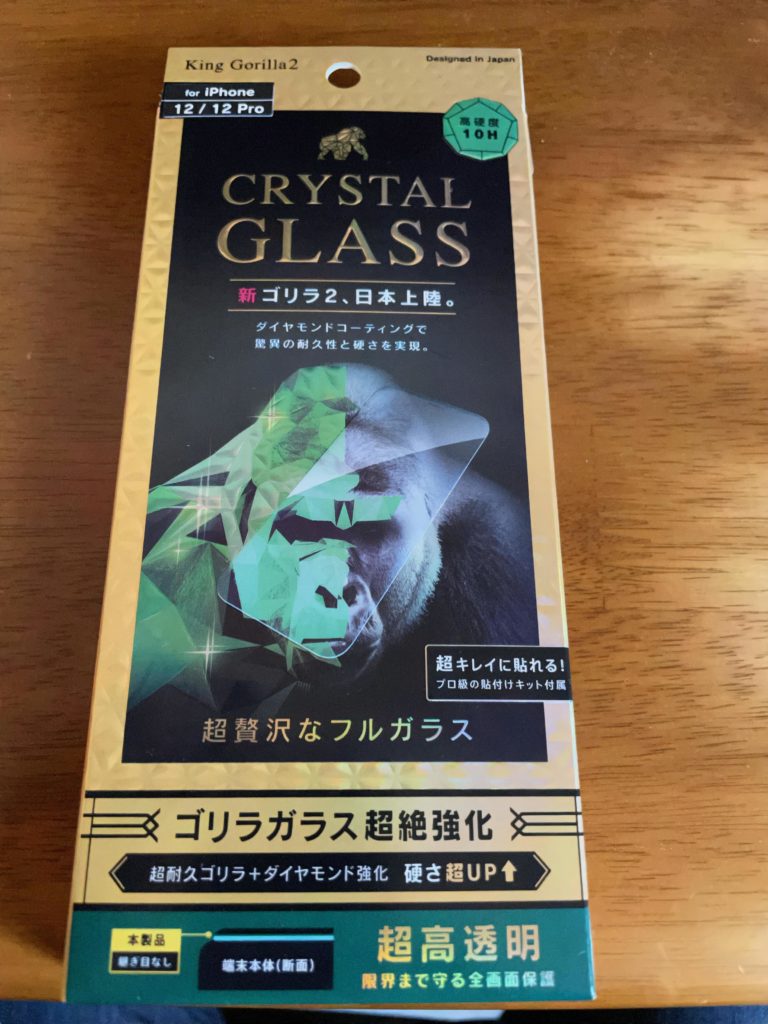 King Gorilla2
Designed in Japan
for iPhone
12 / 12 Pro
高硬度
10H
CRYSTAL
GLASS
新ゴリラ2、日本上陸。
ダイヤモンドコーティングで
驚異の耐久性と硬さを実現。
超キレイに貼れる!
プロ級の貼付けキット付属
超贅沢なフルガラス
ゴリラガラス超絶強化
超耐久ゴリラ+ダイヤモンド強化 硬さ超UP↑
本製品
継ぎ目なし
端末本体(断面)
超高透明
限界まで守る全画面保護